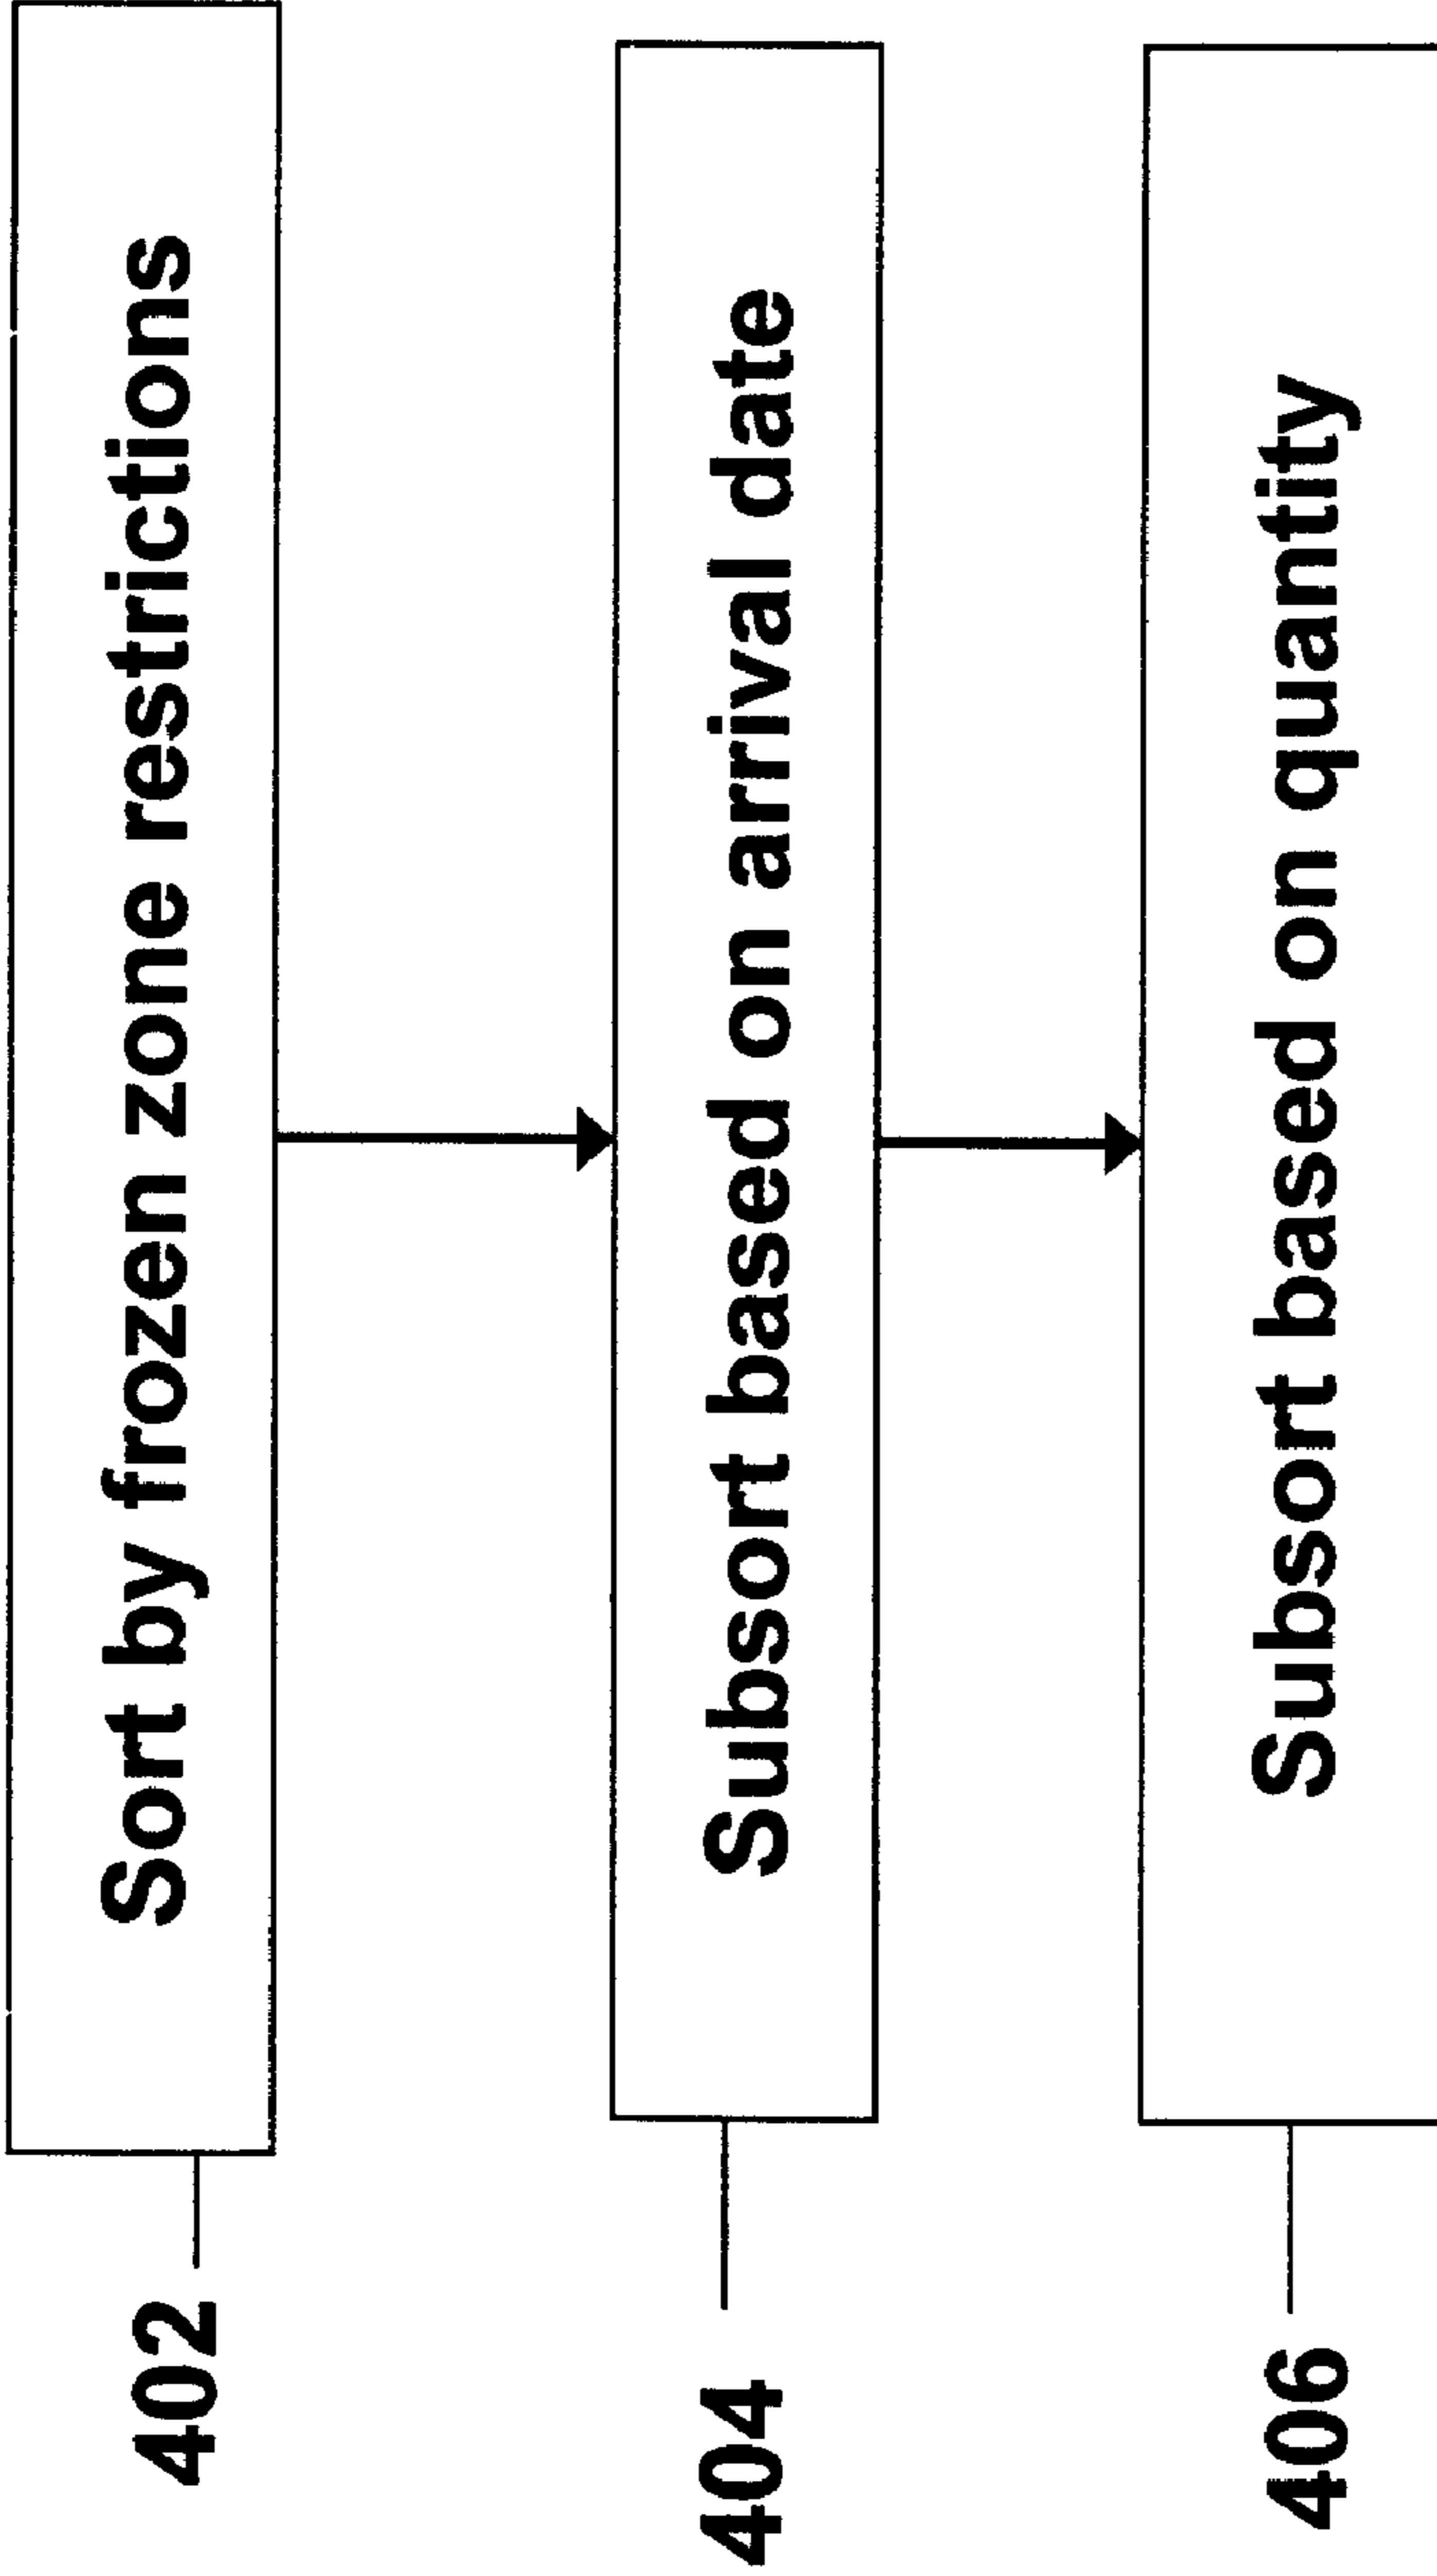 402
Sort by frozen zone restrictions
404
Subsort based on arrival date
406
Subsort based on quantity